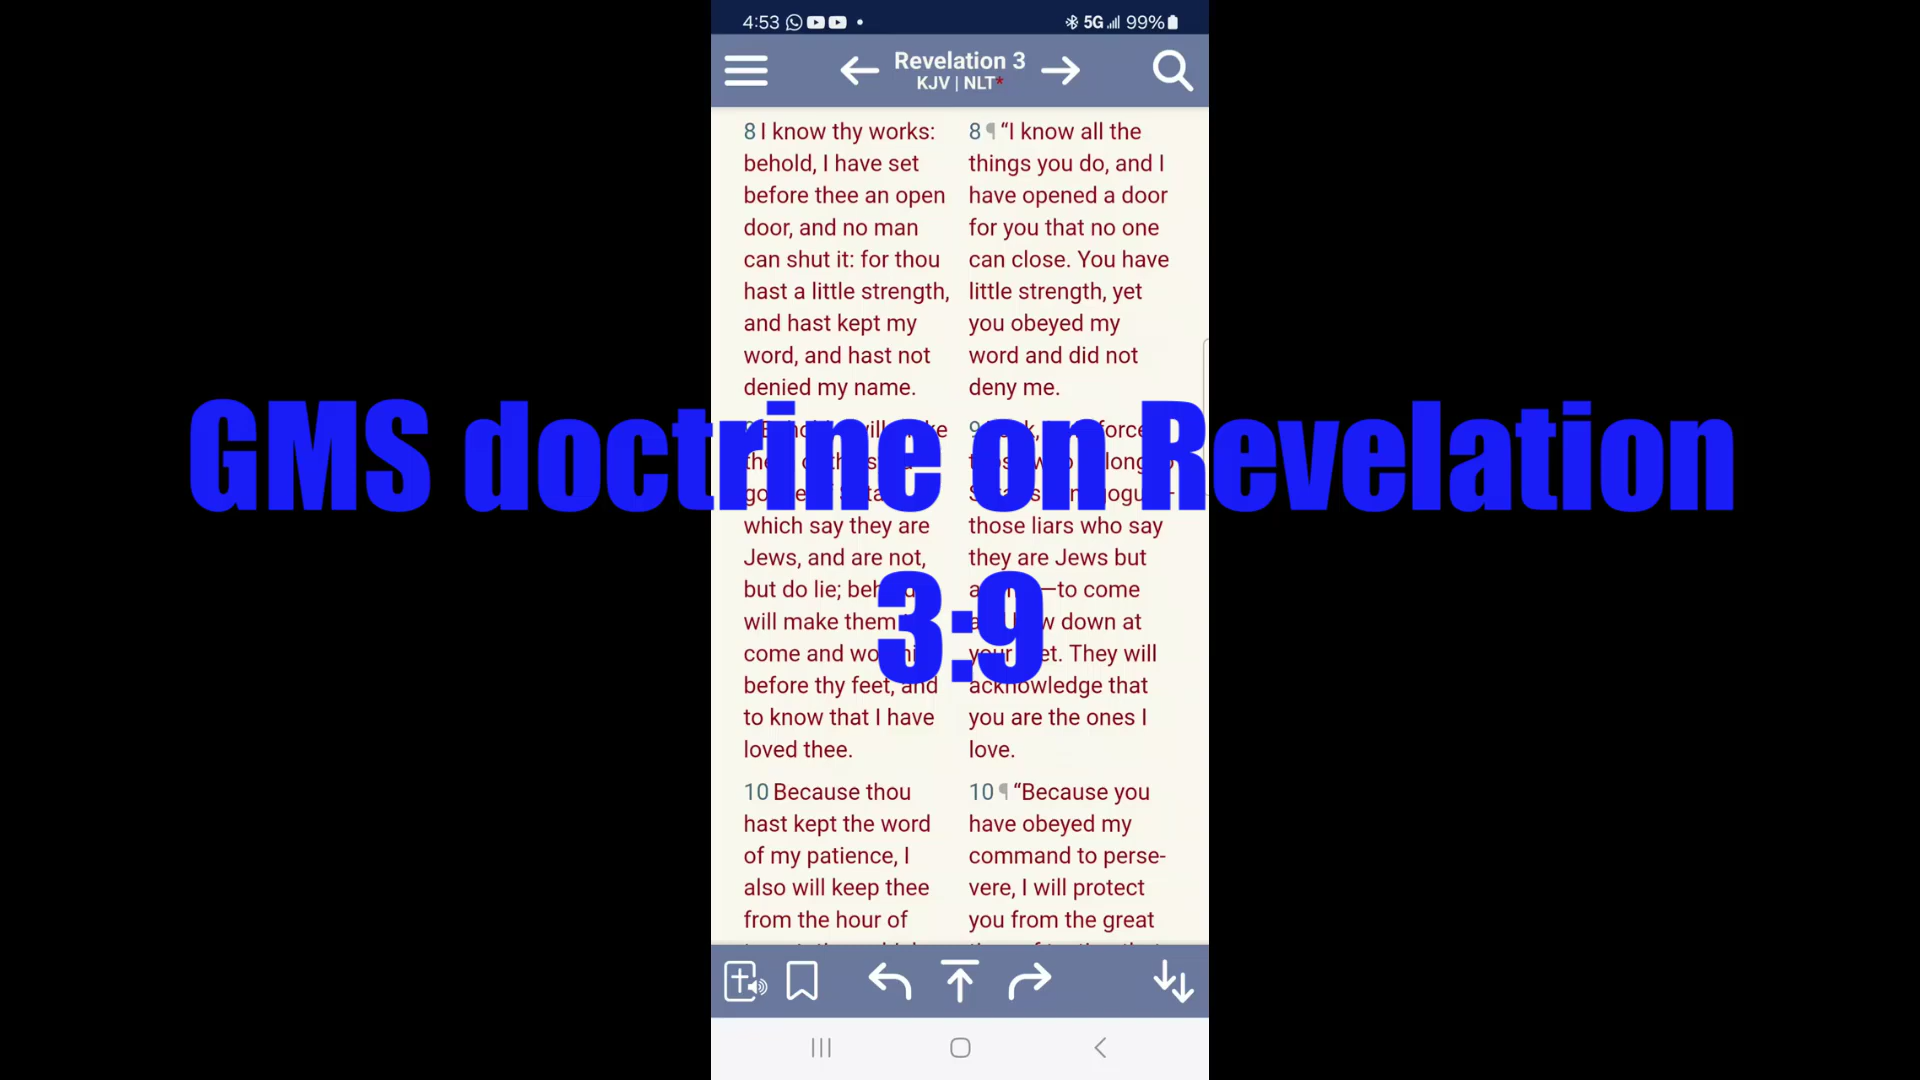 4:53
5G 99%
Revelation 3
KJV | NLT*
8 I know thy works:
behold, I have set
before thee an open
door, and no man
can shut it: for thou
hast a little strength,
and hast kept my
word, and hast not
denied my name.
which say they are
Jews, and are not,
but do lie;
will make them
come and
before thy feet, and
to know that I have
loved thee.
10 Because thou
hast kept the word
of my patience, I
also will keep thee
from the hour of
8 ¶ “I know all the
things you do, and I
have opened a door
for you that no one
can close. You have
little strength, yet
you obeyed my
word and did not
deny me.
9
those liars who say
they are Jews but
—to come
down at
They will
acknowledge that
you are the ones I
love.
10 ¶ “Because you
have obeyed my
command to perse-
vere, I will protect
you from the great
GMS doctrine on Revelation
3:9